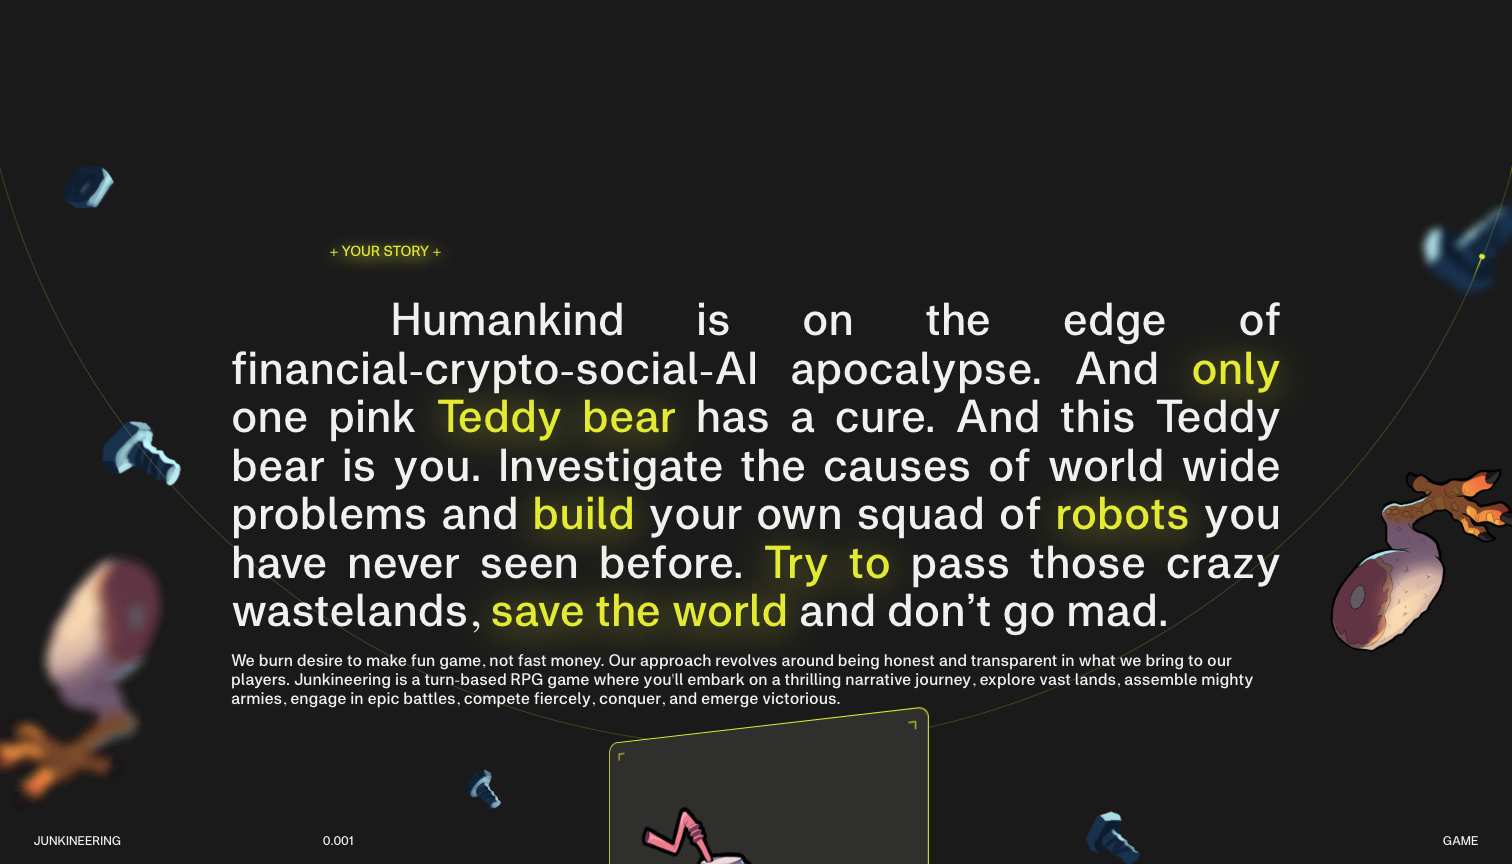 + YOUR STORY +
Humankind is on the edge of
financial-crypto-social-AI apocalypse. And only
one pink Teddy bear has a cure. And this Teddy
bear is you. Investigate the causes of world wide
problems and build your own squad of robots you
have never seen before. Try to pass those crazy
wastelands, save the world and don’t go mad.
We burn desire to make fun game, not fast money. Our approach revolves around being honest and transparent in what we bring to our
players. Junkineering is a turn-based RPG game where you'll embark on a thrilling narrative journey, explore vast lands, assemble mighty
armies, engage in epic battles, compete fiercely, conquer, and emerge victorious.
JUNKINEERING
0.001
GAME